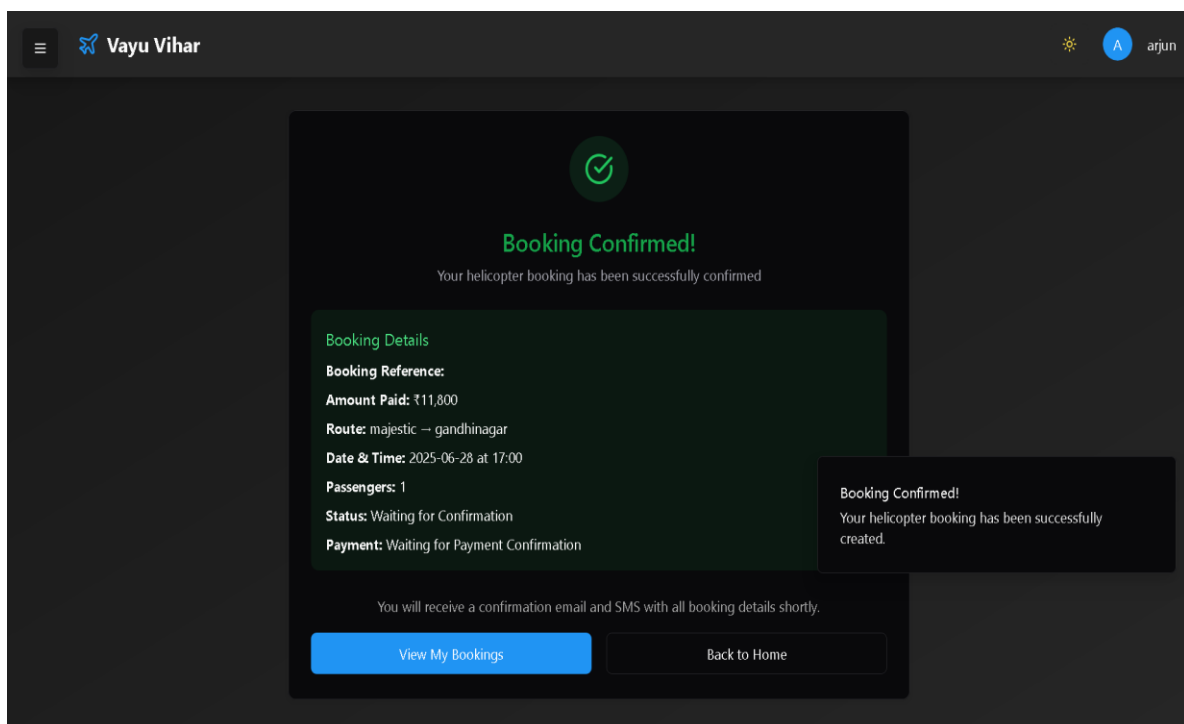 Vayu Vihar
A arjun
Booking Confirmed!
Your helicopter booking has been successfully confirmed
Booking Details
Booking Reference:
Amount Paid: ₹11,800
Route: majestic → gandhinagar
Date & Time: 2025-06-28 at 17:00
Passengers: 1
Status: Waiting for Confirmation
Payment: Waiting for Payment Confirmation
Booking Confirmed!
Your helicopter booking has been successfully
created.
You will receive a confirmation email and SMS with all booking details shortly.
View My Bookings
Back to Home